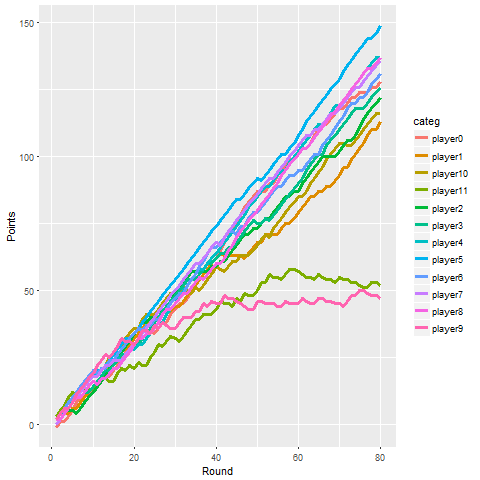 150
100
50
0
Points
0
20
40
60
80
Round
categ
player0
player1
player10
player11
player2
player3
player4
player5
player6
player7
player8
player9